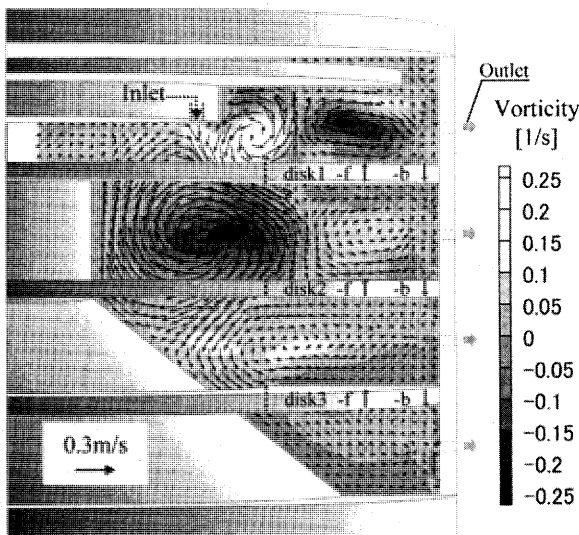 Outlet
Inlet
Vorticity
[1/s]
disk1 -f -b
0.25
0.2
0.15
0.1
0.05
0
-0.05
-0.1
-0.15
-0.2
-0.25
disk2 -f -b
disk3 -f -b
0.3m/s